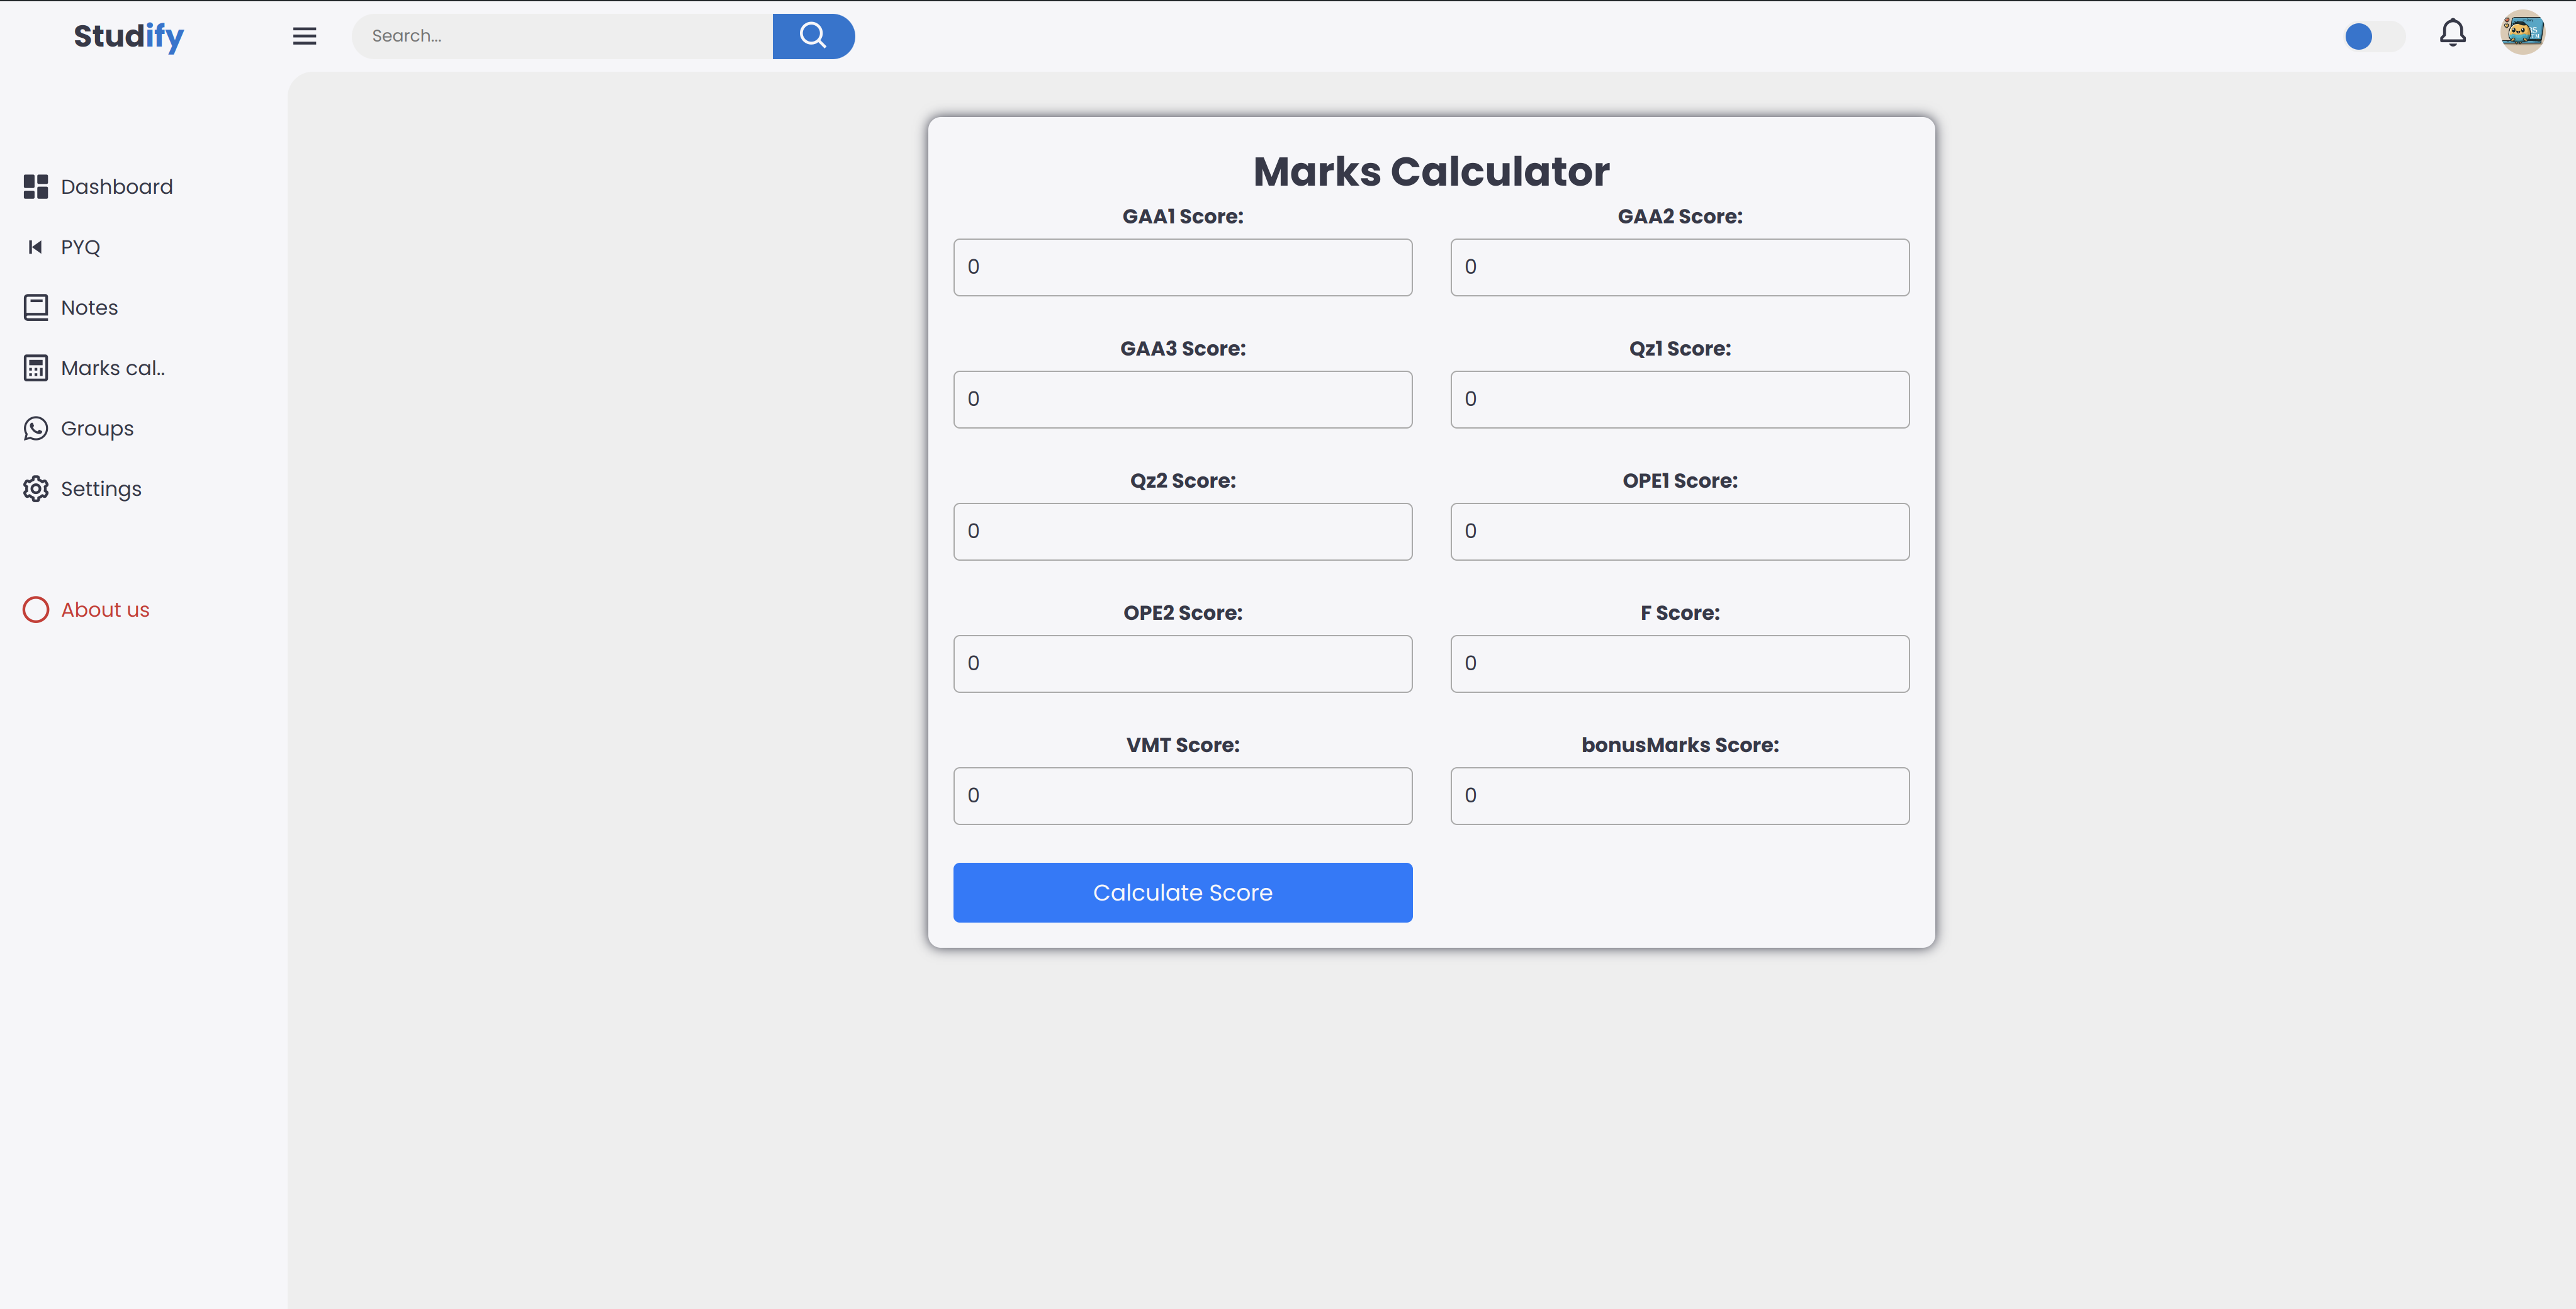 Studify
Search...
Dashboard
PYQ
Notes
Marks cal..
Groups
Settings
About us
Marks Calculator
GAA1 Score: GAA2 Score:
0 0
GAA3 Score: Qz1 Score:
0 0
Qz2 Score: OPE1 Score:
0 0
OPE2 Score: F Score:
0 0
VMT Score: bonusMarks Score:
0 0
Calculate Score